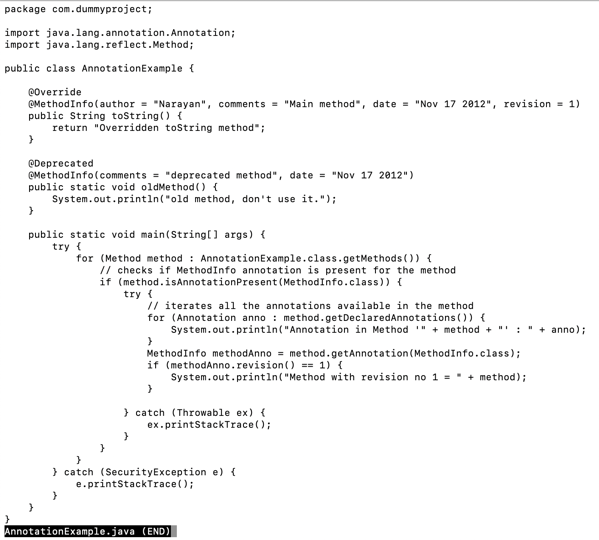 package com.dummyproject;

import java.lang.annotation.Annotation;
import java.lang.reflect.Method;

public class AnnotationExample {

    @Override
    @MethodInfo(author = "Narayan", comments = "Main method", date = "Nov 17 2012", revision = 1)
    public String toString() {
        return "Overridden toString method";
    }

    @Deprecated
    @MethodInfo(comments = "deprecated method", date = "Nov 17 2012")
    public static void oldMethod() {
        System.out.println("old method, don't use it.");
    }

    public static void main(String[] args) {
        try {
            for (Method method : AnnotationExample.class.getMethods()) {
                // checks if MethodInfo annotation is present for the method
                if (method.isAnnotationPresent(MethodInfo.class)) {
                    try {
                        // iterates all the annotations available in the method
                        for (Annotation anno : method.getDeclaredAnnotations()) {
                            System.out.println("Annotation in Method '" + method + "' : " + anno);
                        }
                        MethodInfo methodAnno = method.getAnnotation(MethodInfo.class);
                        if (methodAnno.revision() == 1) {
                            System.out.println("Method with revision no 1 = " + method);
                        }

                    } catch (Throwable ex) {
                        ex.printStackTrace();
                    }
                }
            }
        } catch (SecurityException e) {
            e.printStackTrace();
        }
    }
}
AnnotationExample.java (END)